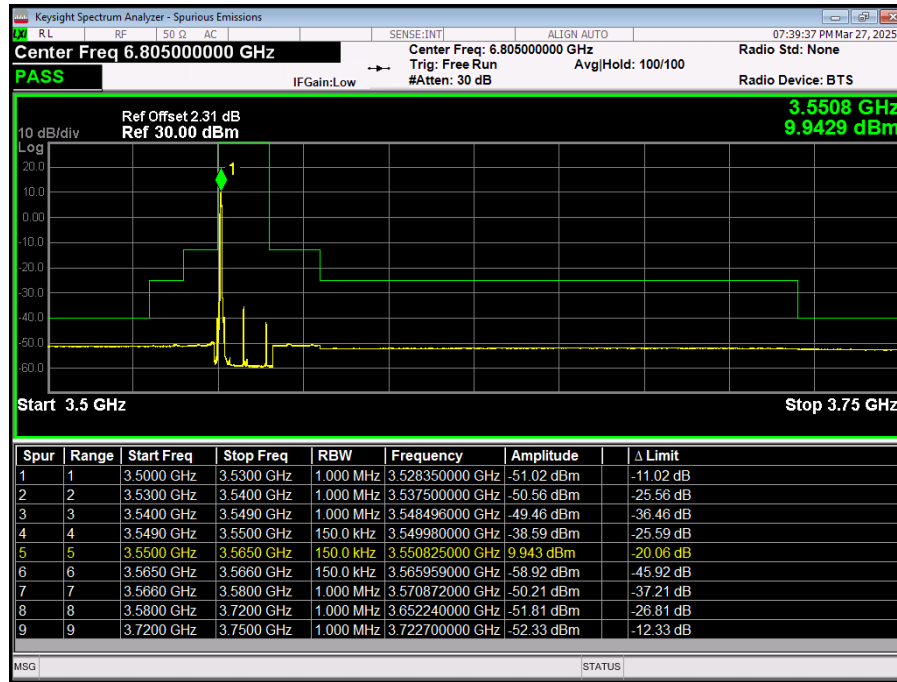 Keysight Spectrum Analyzer - Spurious Emissions
RL RF 50 Ω AC SENSE:INT ALIGN AUTO 07:39:37 PM Mar 27, 2025
Center Freq 6.805000000 GHz Center Freq: 6.805000000 GHz Radio Std: None
Trig: Free Run Avg|Hold: 100/100
PASS IFGain:Low #Atten: 30 dB Radio Device: BTS
Ref Offset 2.31 dB 3.5508 GHz
10 dB/div Ref 30.00 dBm 9.9429 dBm
Log
20.0
1
10.0
0.00
-10.0
-20.0
-30.0
-40.0
-50.0
-60.0
Start 3.5 GHz Stop 3.75 GHz
Spur Range Start Freq Stop Freq RBW Frequency Amplitude Δ Limit
1 1 3.5000 GHz 3.5300 GHz 1.000 MHz 3.528350000 GHz -51.02 dBm -11.02 dB
2 2 3.5300 GHz 3.5400 GHz 1.000 MHz 3.537500000 GHz -50.56 dBm -25.56 dB
3 3 3.5400 GHz 3.5490 GHz 1.000 MHz 3.548496000 GHz -49.46 dBm -36.46 dB
4 4 3.5490 GHz 3.5500 GHz 150.0 kHz 3.549980000 GHz -38.59 dBm -25.59 dB
5 5 3.5500 GHz 3.5650 GHz 150.0 kHz 3.550825000 GHz 9.943 dBm -20.06 dB
6 6 3.5650 GHz 3.5660 GHz 150.0 kHz 3.565959000 GHz -58.92 dBm -45.92 dB
7 7 3.5660 GHz 3.5800 GHz 1.000 MHz 3.570872000 GHz -50.21 dBm -37.21 dB
8 8 3.5800 GHz 3.7200 GHz 1.000 MHz 3.652240000 GHz -51.81 dBm -26.81 dB
9 9 3.7200 GHz 3.7500 GHz 1.000 MHz 3.722700000 GHz -52.33 dBm -12.33 dB
MSG STATUS